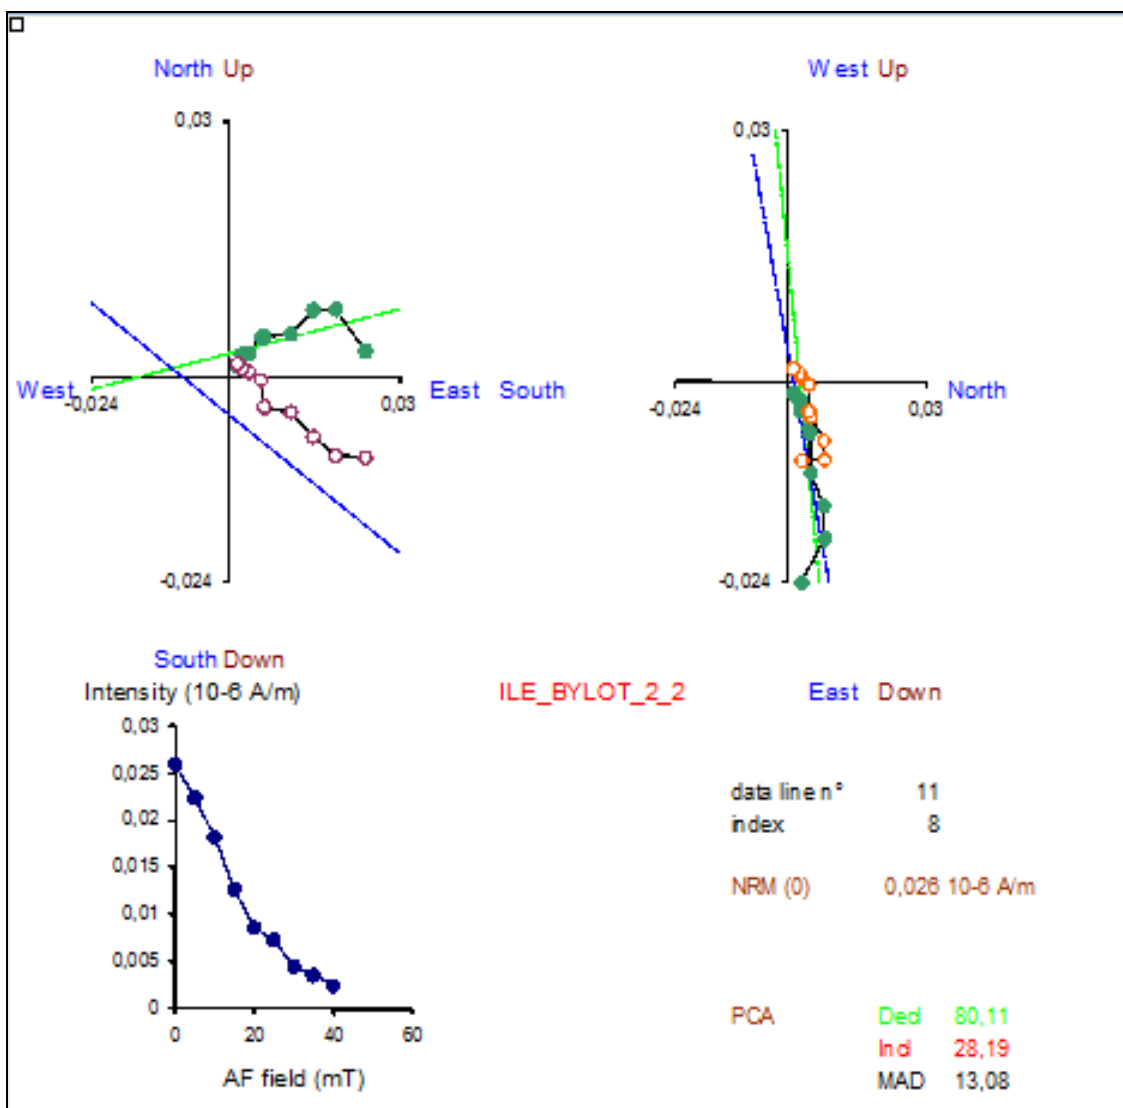 North Up
West Up
0,03
0,03
West
-0,024
0,03
East
South
-0,024
0,03
North
-0,024
-0,024
South Down
Intensity (10-6 A/m)
ILE_BYLOT_2_2
East Down
0,03
0,025
0,02
0,015
0,01
0,005
0
0 20 40 60
AF field (mT)
data line n° 11
index 8
NRM (0) 0,026 10-6 A/m
PCA Decl 80,11
Incl 28,19
MAD 13,08